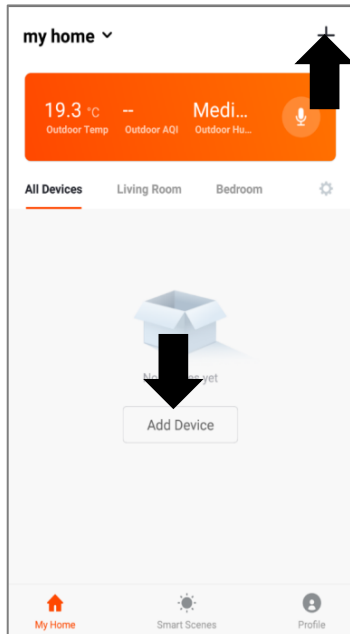 my home
19.3 °C -- Medi...
Outdoor Temp Outdoor AQI Outdoor Hu...
All Devices Living Room Bedroom
yet
Add Device
My Home Smart Scenes Profile